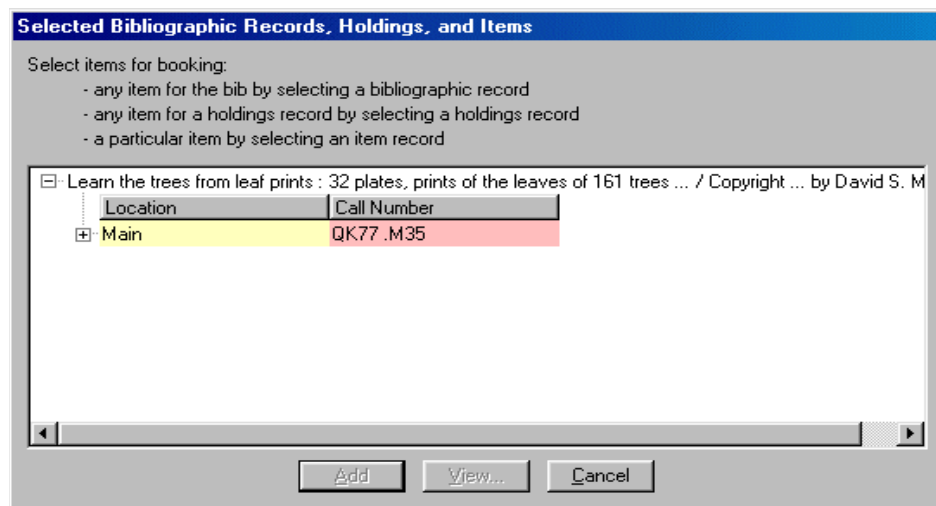 Selected Bibliographic Records, Holdings, and Items
Select items for booking:
- any item for the bib by selecting a bibliographic record
- any item for a holdings record by selecting a holdings record
- a particular item by selecting an item record
Learn the trees from leaf prints : 32 plates, prints of the leaves of 161 trees ... / Copyright ... by David S. M
Location Call Number
Main QK77 .M35
Add View... Cancel